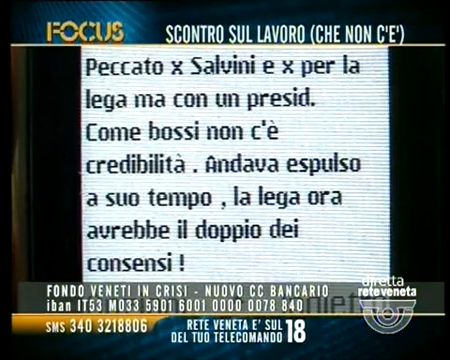 FOCUS SCONTRO SUL LAVORO (CHE NON C'E')
Peccato x Salvini e x per la
lega ma con un presid.
Come bossi non c'è
credibilità . Andava espulso
a suo tempo , la lega ora
avrebbe il doppio dei
consensi !
diretta
reteveneta
FONDO VENETI IN CRISI - NUOVO CC BANCARIO
iban IT53 M033 5901 6001 0000 0078 840
SMS 340 3218806
RETE VENETA E' SUL
DEL TUO TELECOMANDO 18